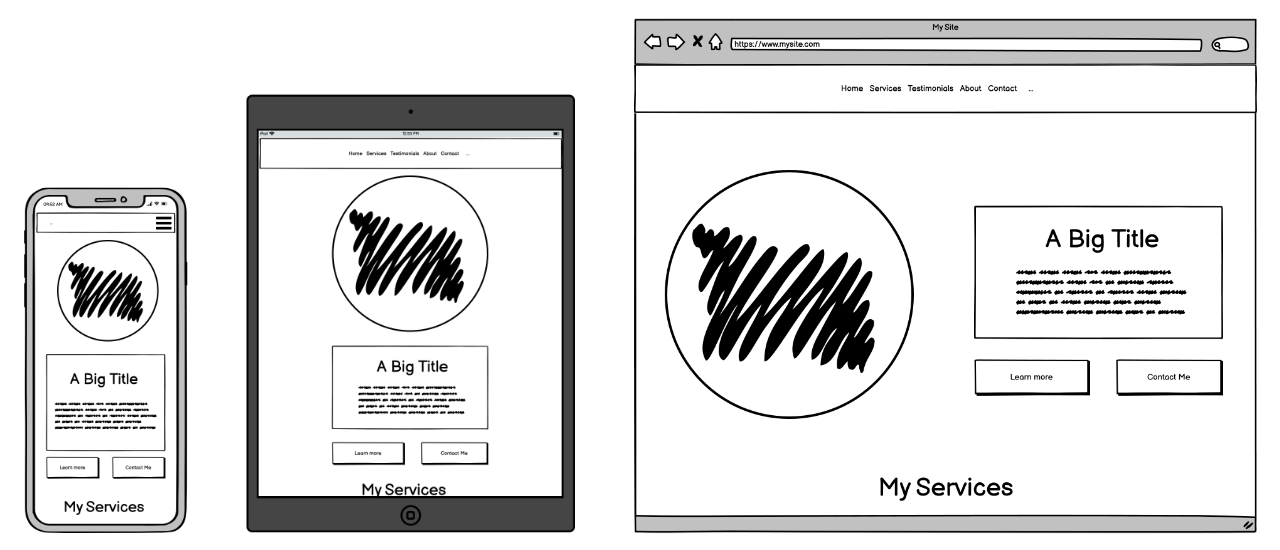 09:52 AM
...
A Big Title
Learn more
Contact Me
My Services
iPad
12:35 PM
Home Services Testimonials About Contact ...
A Big Title
Learn more
Contact Me
My Services
My Site
https://www.mysite.com
Home Services Testimonials About Contact ...
A Big Title
Learn more
Contact Me
My Services